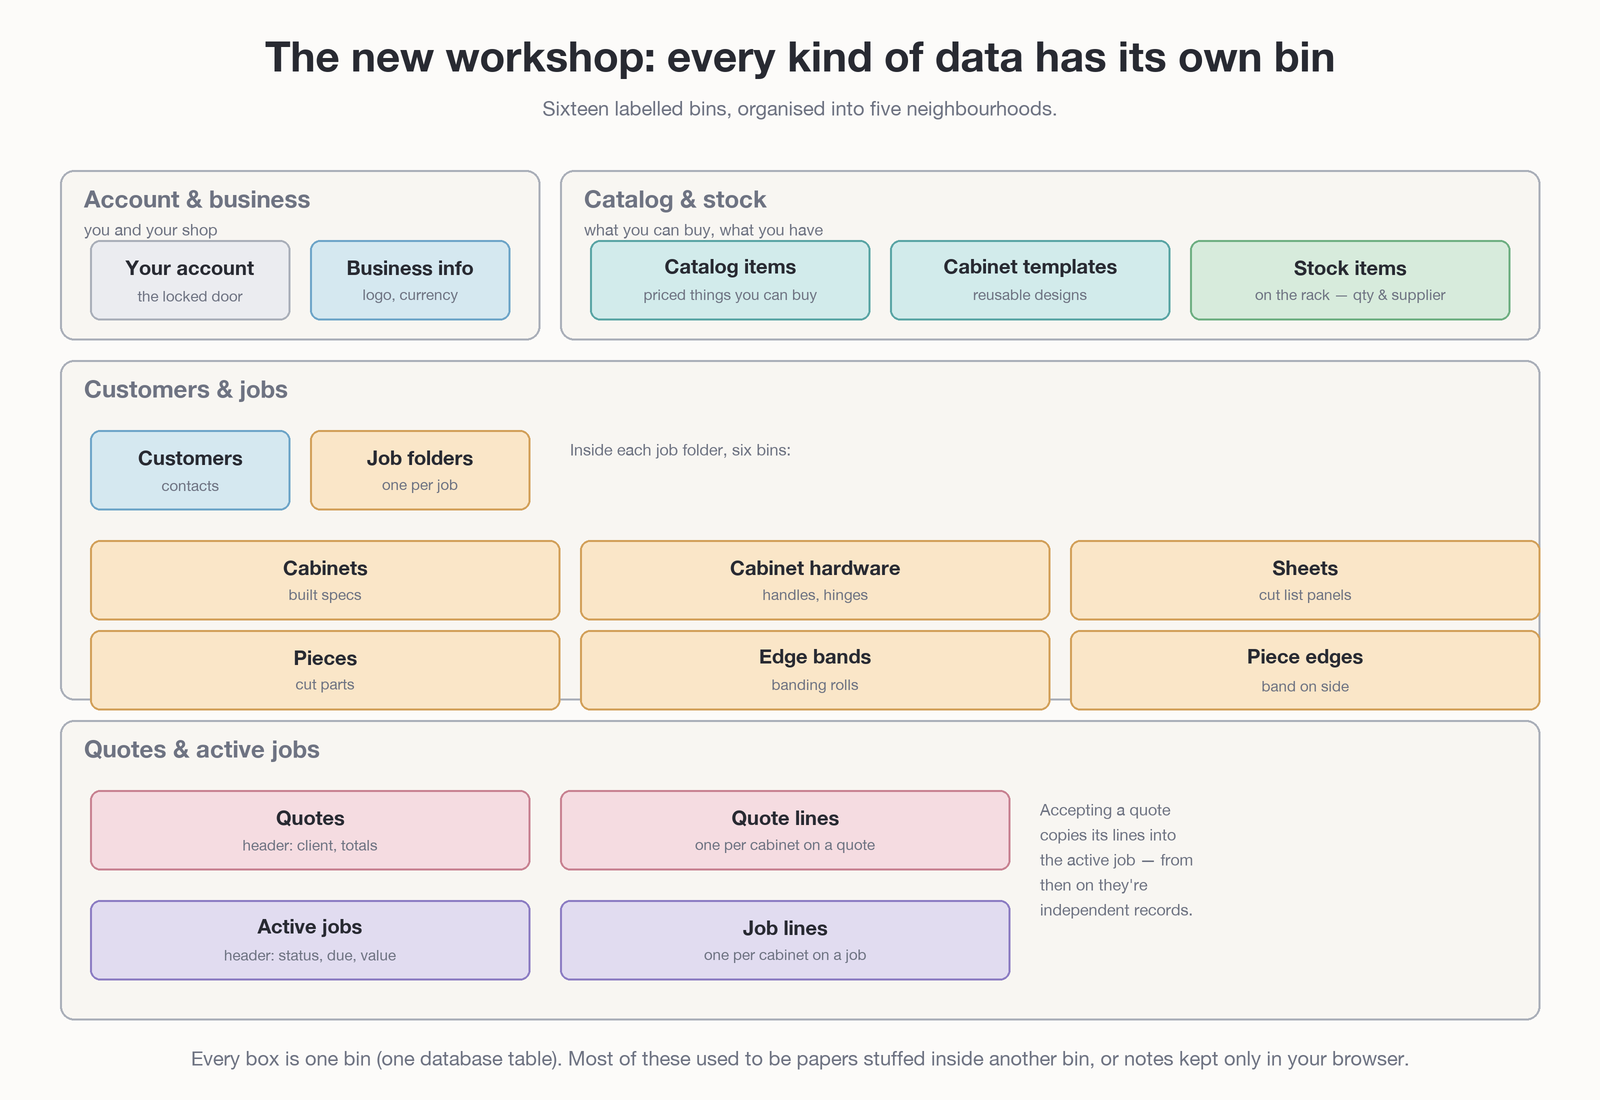 The new workshop: every kind of data has its own bin
Sixteen labelled bins, organised into five neighbourhoods.
Account & business
you and your shop
Your account
the locked door
Business info
logo, currency
Catalog & stock
what you can buy, what you have
Catalog items
priced things you can buy
Cabinet templates
reusable designs
Stock items
on the rack — qty & supplier
Customers & jobs
Customers
contacts
Job folders
one per job
Inside each job folder, six bins:
Cabinets
built specs
Cabinet hardware
handles, hinges
Sheets
cut list panels
Pieces
cut parts
Edge bands
banding rolls
Piece edges
band on side
Quotes & active jobs
Quotes
header: client, totals
Quote lines
one per cabinet on a quote
Active jobs
header: status, due, value
Job lines
one per cabinet on a job
Accepting a quote
copies its lines into
the active job — from
then on they're
independent records.
Every box is one bin (one database table). Most of these used to be papers stuffed inside another bin, or notes kept only in your browser.